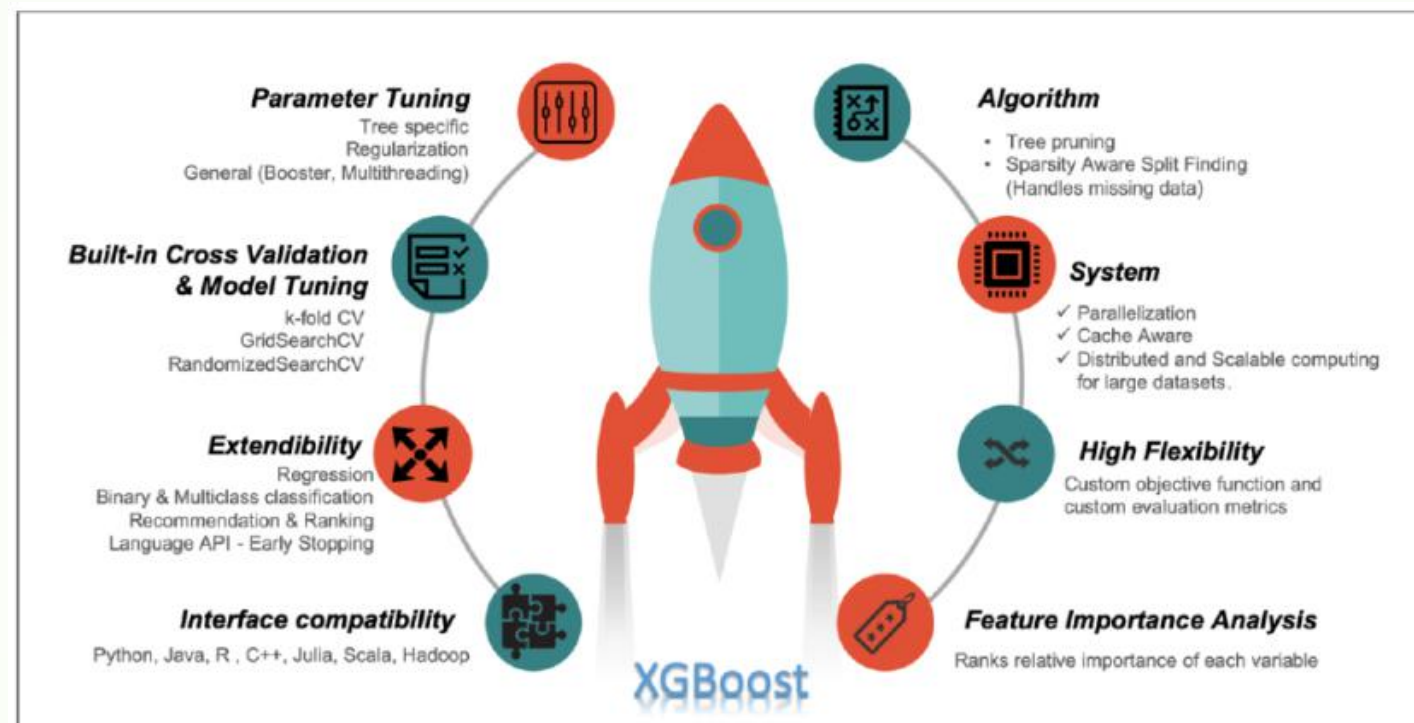 Parameter Tuning
Tree specific
Regularization
General (Booster, Multithreading)
Built-in Cross Validation
& Model Tuning
k-fold CV
GridSearchCV
RandomizedSearchCV
Extendibility
Regression
Binary & Multiclass classification
Recommendation & Ranking
Language API - Early Stopping
Interface compatibility
Python, Java, R , C++, Julia, Scala, Hadoop
Algorithm
• Tree pruning
• Sparsity Aware Split Finding
(Handles missing data)
System
✓ Parallelization
✓ Cache Aware
✓ Distributed and Scalable computing
for large datasets.
High Flexibility
Custom objective function and
custom evaluation metrics
Feature Importance Analysis
Ranks relative importance of each variable
XGBoost